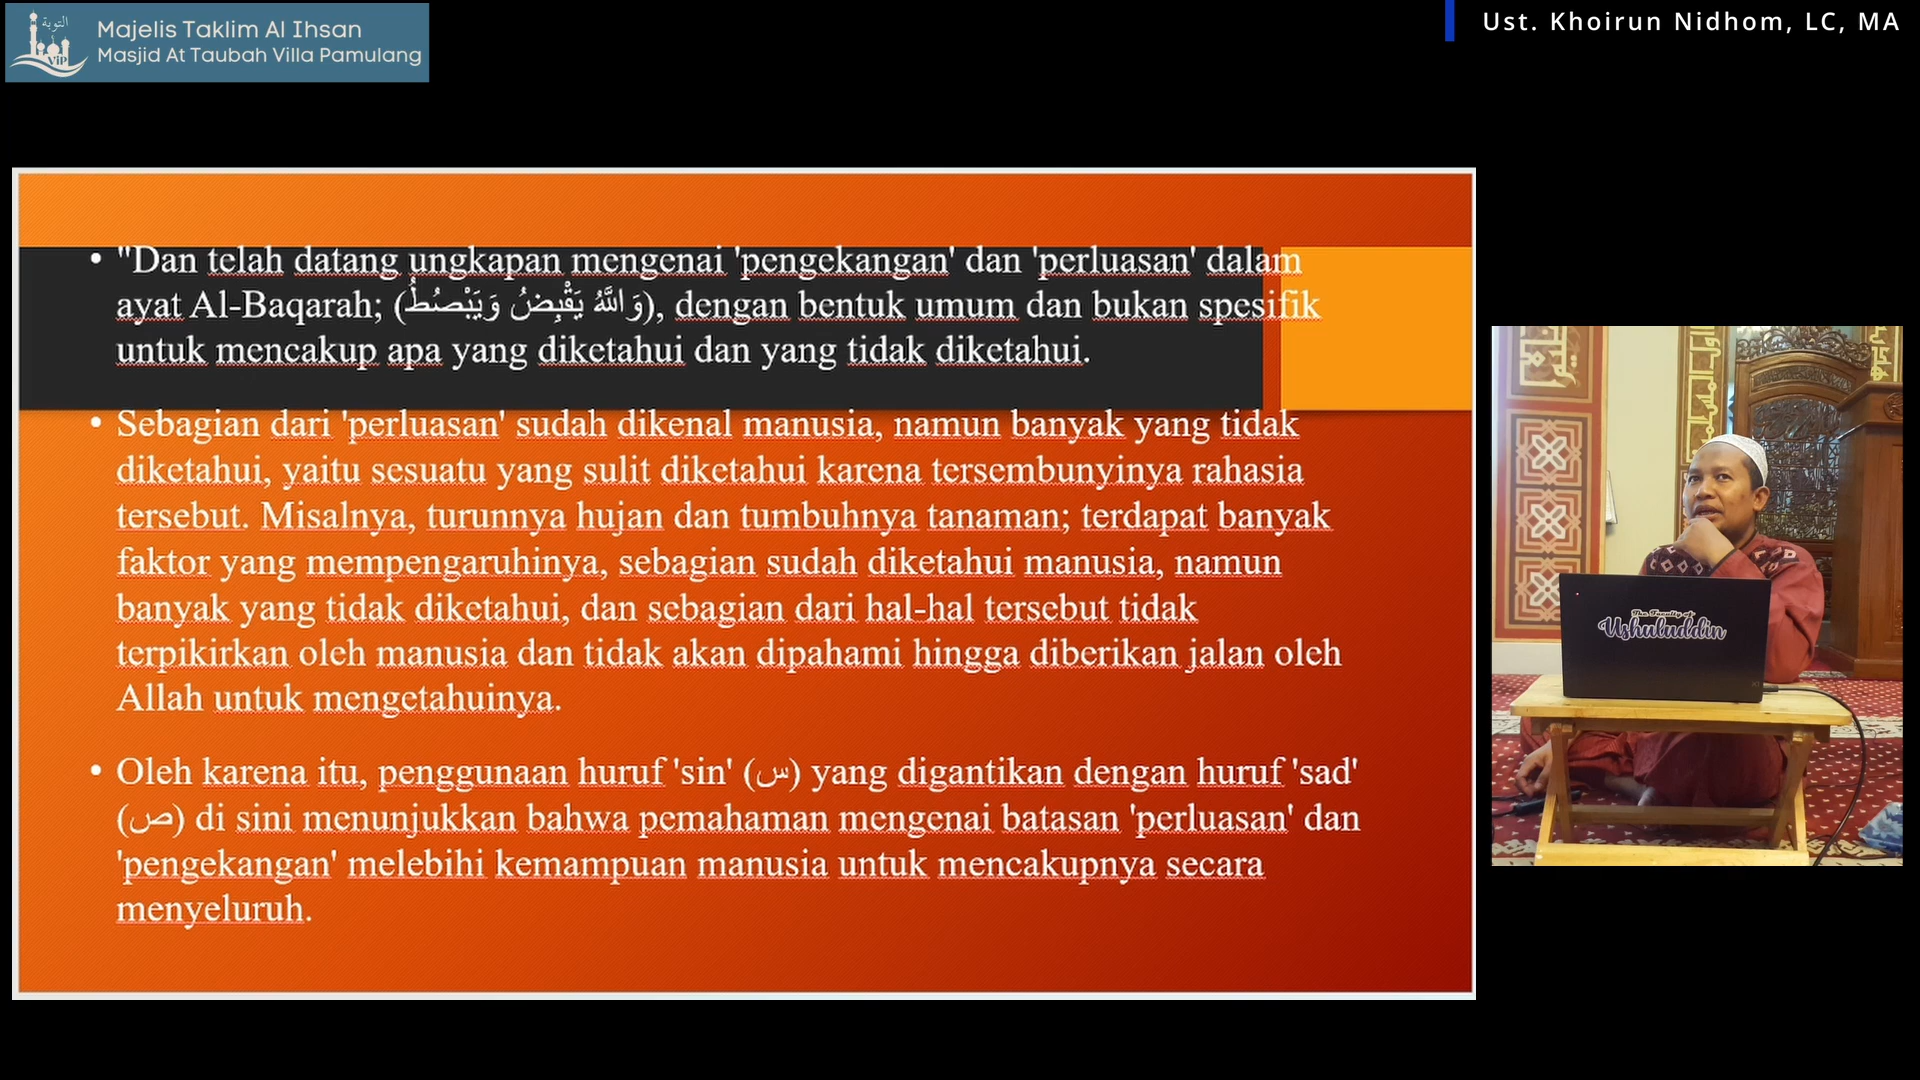 التوبة
ViP
Majelis Taklim Al Ihsan
Masjid At Taubah Villa Pamulang
Ust. Khoirun Nidhom, LC, MA
• "Dan telah datang ungkapan mengenai 'pengekangan' dan 'perluasan' dalam
ayat Al-Baqarah; (وَاللَّهُ يَقْبِضُ وَيَبْصُطُ), dengan bentuk umum dan bukan spesifik
untuk mencakup apa yang diketahui dan yang tidak diketahui.
• Sebagian dari 'perluasan' sudah dikenal manusia, namun banyak yang tidak
diketahui, yaitu sesuatu yang sulit diketahui karena tersembunyinya rahasia
tersebut. Misalnya, turunnya hujan dan tumbuhnya tanaman; terdapat banyak
faktor yang mempengaruhinya, sebagian sudah diketahui manusia, namun
banyak yang tidak diketahui, dan sebagian dari hal-hal tersebut tidak
terpikirkan oleh manusia dan tidak akan dipahami hingga diberikan jalan oleh
Allah untuk mengetahuinya.
• Oleh karena itu, penggunaan huruf 'sin' (س) yang digantikan dengan huruf 'sad'
(ص) di sini menunjukkan bahwa pemahaman mengenai batasan 'perluasan' dan
'pengekangan' melebihi kemampuan manusia untuk mencakupnya secara
menyeluruh.
The Faculty of
Ushuluddin